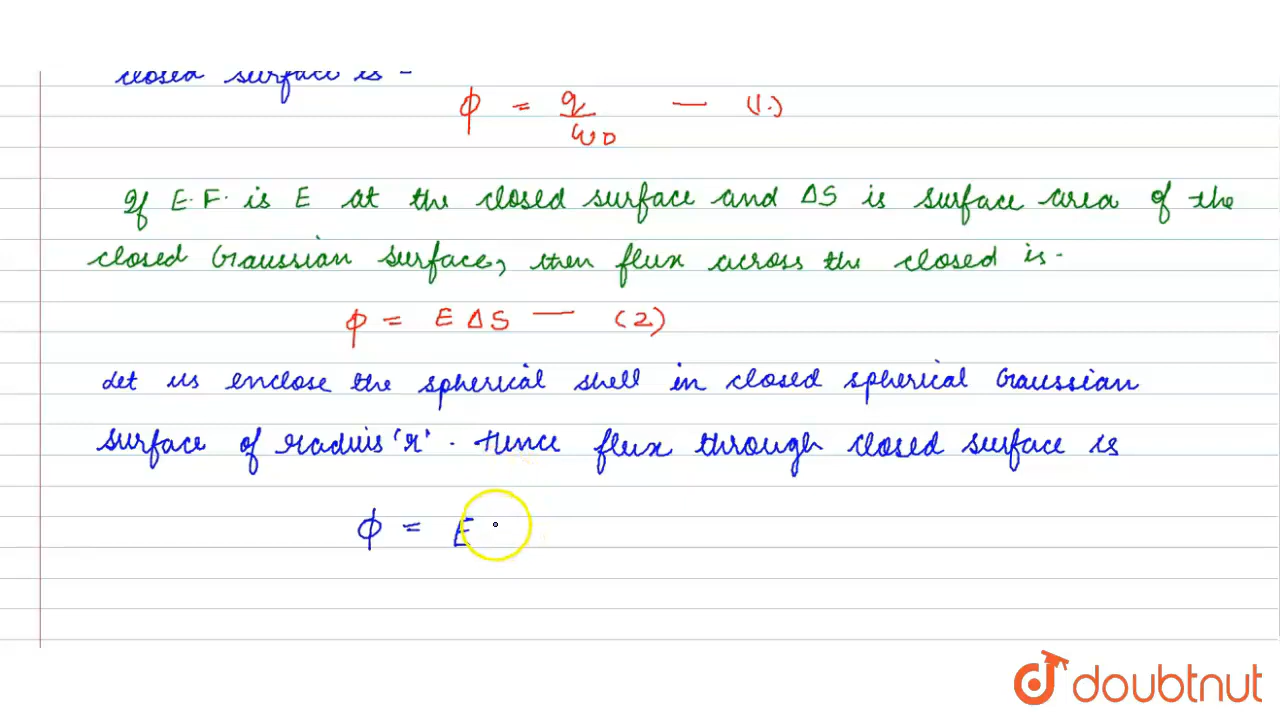 closed surface is -
ϕ = q/ω0 — (1.)
If E.F. is E at the closed surface and ΔS is surface area of the
closed Gaussian surface, then flux across the closed is.
ϕ = E ΔS — (2)
Let us enclose the spherical shell in closed spherical Gaussian
surface of radius 'r'. Hence flux through closed surface is
ϕ = E
doubtnut